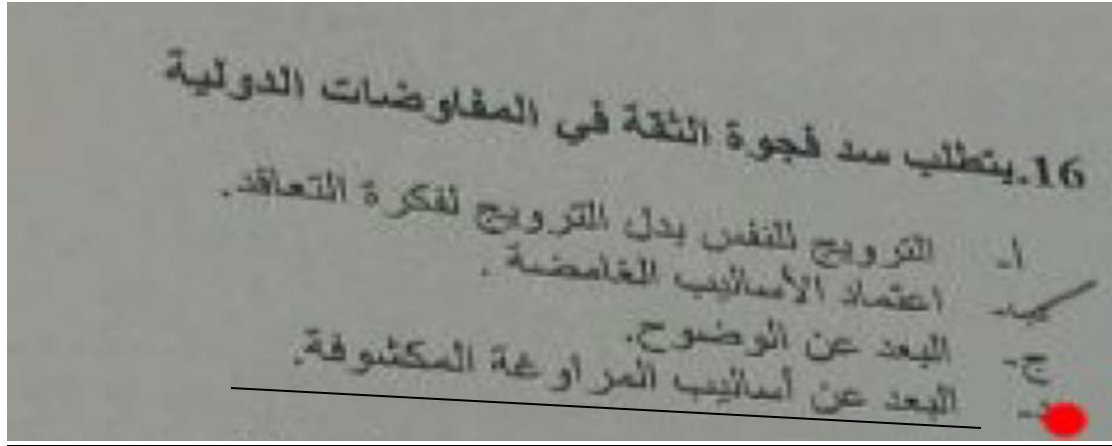 16.يتطلب سد فجوة الثقة في المفاوضات الدولية
أ- الترويج للنفس بدل الترويج لفكرة التعاقد.
ب- اعتماد الأساليب الغامضة .
ج- البعد عن الوضوح.
د- البعد عن أساليب المراوغة المكشوفة.